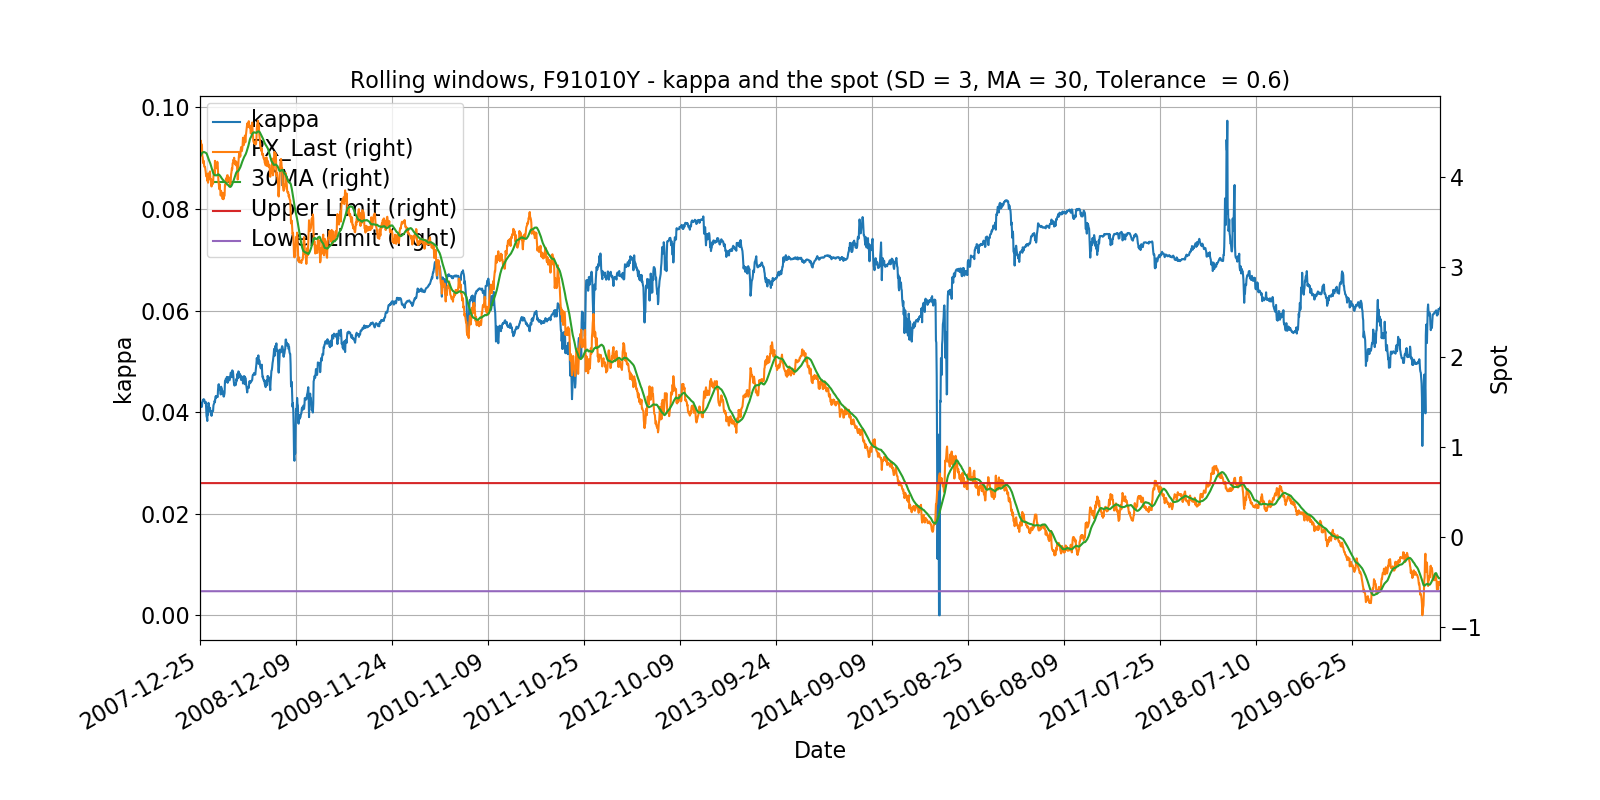 Rolling windows, F91010Y - kappa and the spot (SD = 3, MA = 30, Tolerance  = 0.6)
kappa
PX_Last (right)
30MA (right)
Upper Limit (right)
Lower Limit (right)
0.10
0.08
0.06
0.04
0.02
0.00
kappa
4
3
2
1
0
−1
Spot
2007-12-25
2008-12-09
2009-11-24
2010-11-09
2011-10-25
2012-10-09
2013-09-24
2014-09-09
2015-08-25
2016-08-09
2017-07-25
2018-07-10
2019-06-25
Date